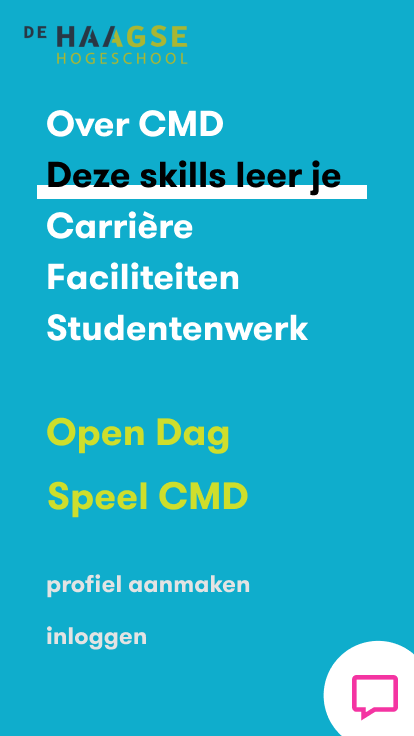 DE HAAGSE
HOGESCHOOL
Over CMD
Deze skills leer je
Carrière
Faciliteiten
Studentenwerk
Open Dag
Speel CMD
profiel aanmaken
inloggen